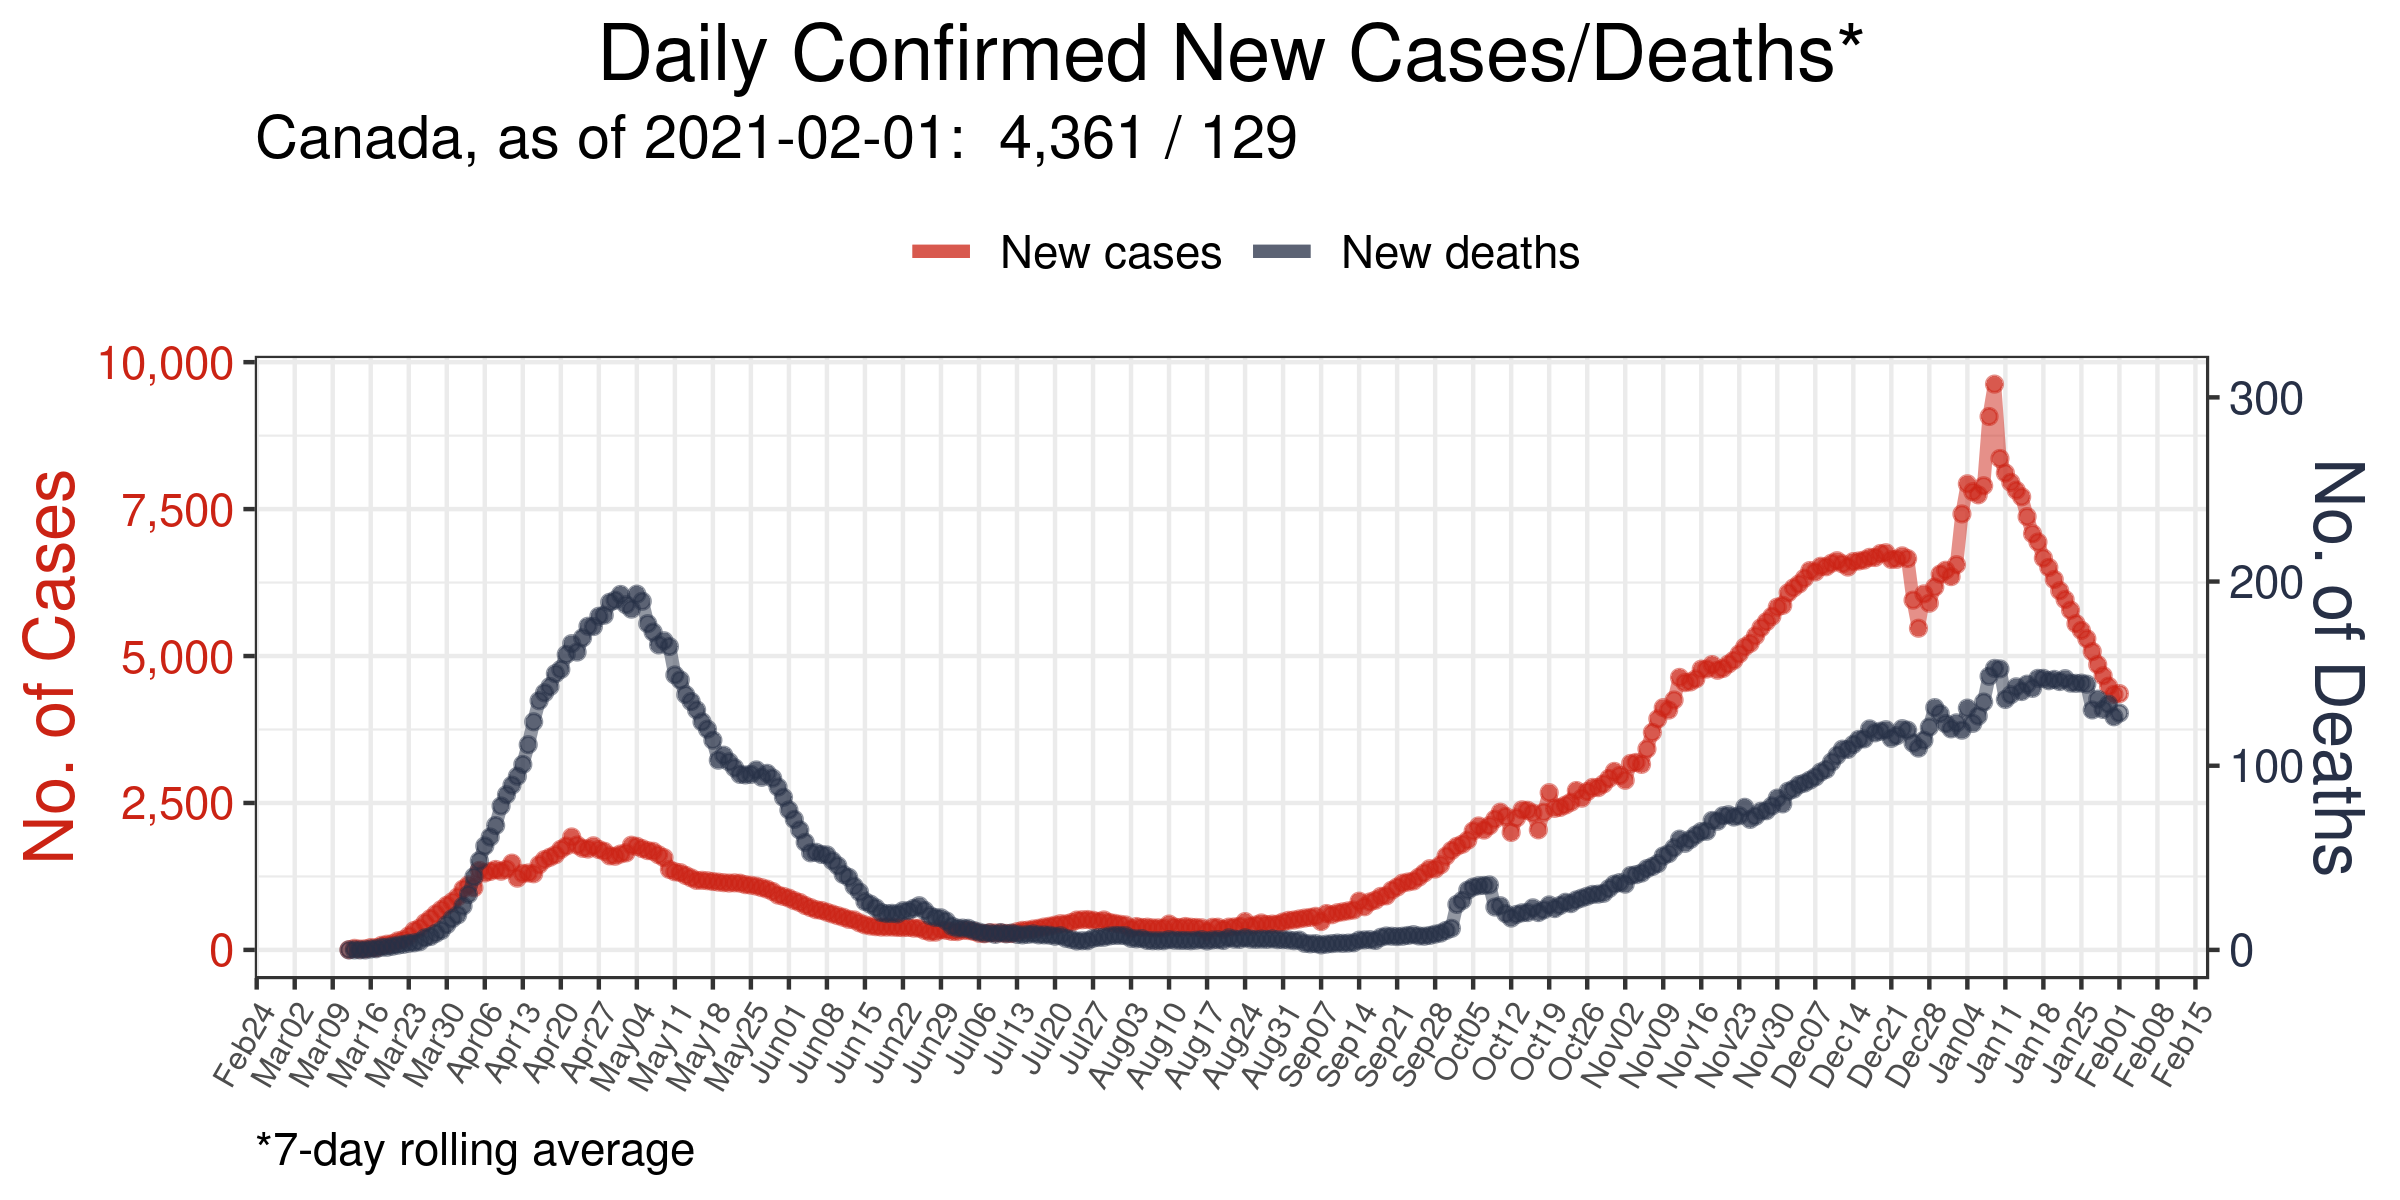 Daily Confirmed New Cases/Deaths*
Canada, as of 2021-02-01:  4,361 / 129
New cases
New deaths
No. of Cases
10,000
7,500
5,000
2,500
0
No. of Deaths
300
200
100
0
Feb24
Mar02
Mar09
Mar16
Mar23
Mar30
Apr06
Apr13
Apr20
Apr27
May04
May11
May18
May25
Jun01
Jun08
Jun15
Jun22
Jun29
Jul06
Jul13
Jul20
Jul27
Aug03
Aug10
Aug17
Aug24
Aug31
Sep07
Sep14
Sep21
Sep28
Oct05
Oct12
Oct19
Oct26
Nov02
Nov09
Nov16
Nov23
Nov30
Dec07
Dec14
Dec21
Dec28
Jan04
Jan11
Jan18
Jan25
Feb01
Feb08
Feb15
*7-day rolling average